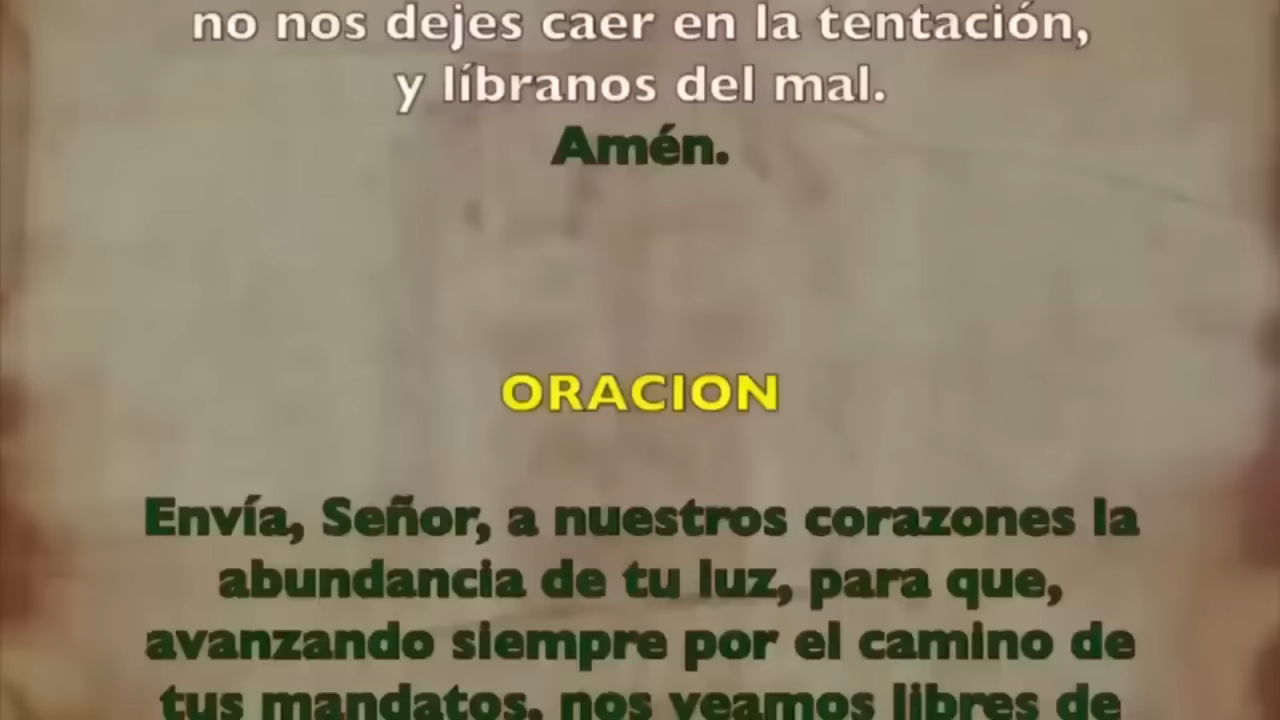 no nos dejes caer en la tentación,
y líbranos del mal.
Amén.
ORACION
Envía, Señor, a nuestros corazones la
abundancia de tu luz, para que,
avanzando siempre por el camino de
tus mandatos, nos veamos libres de